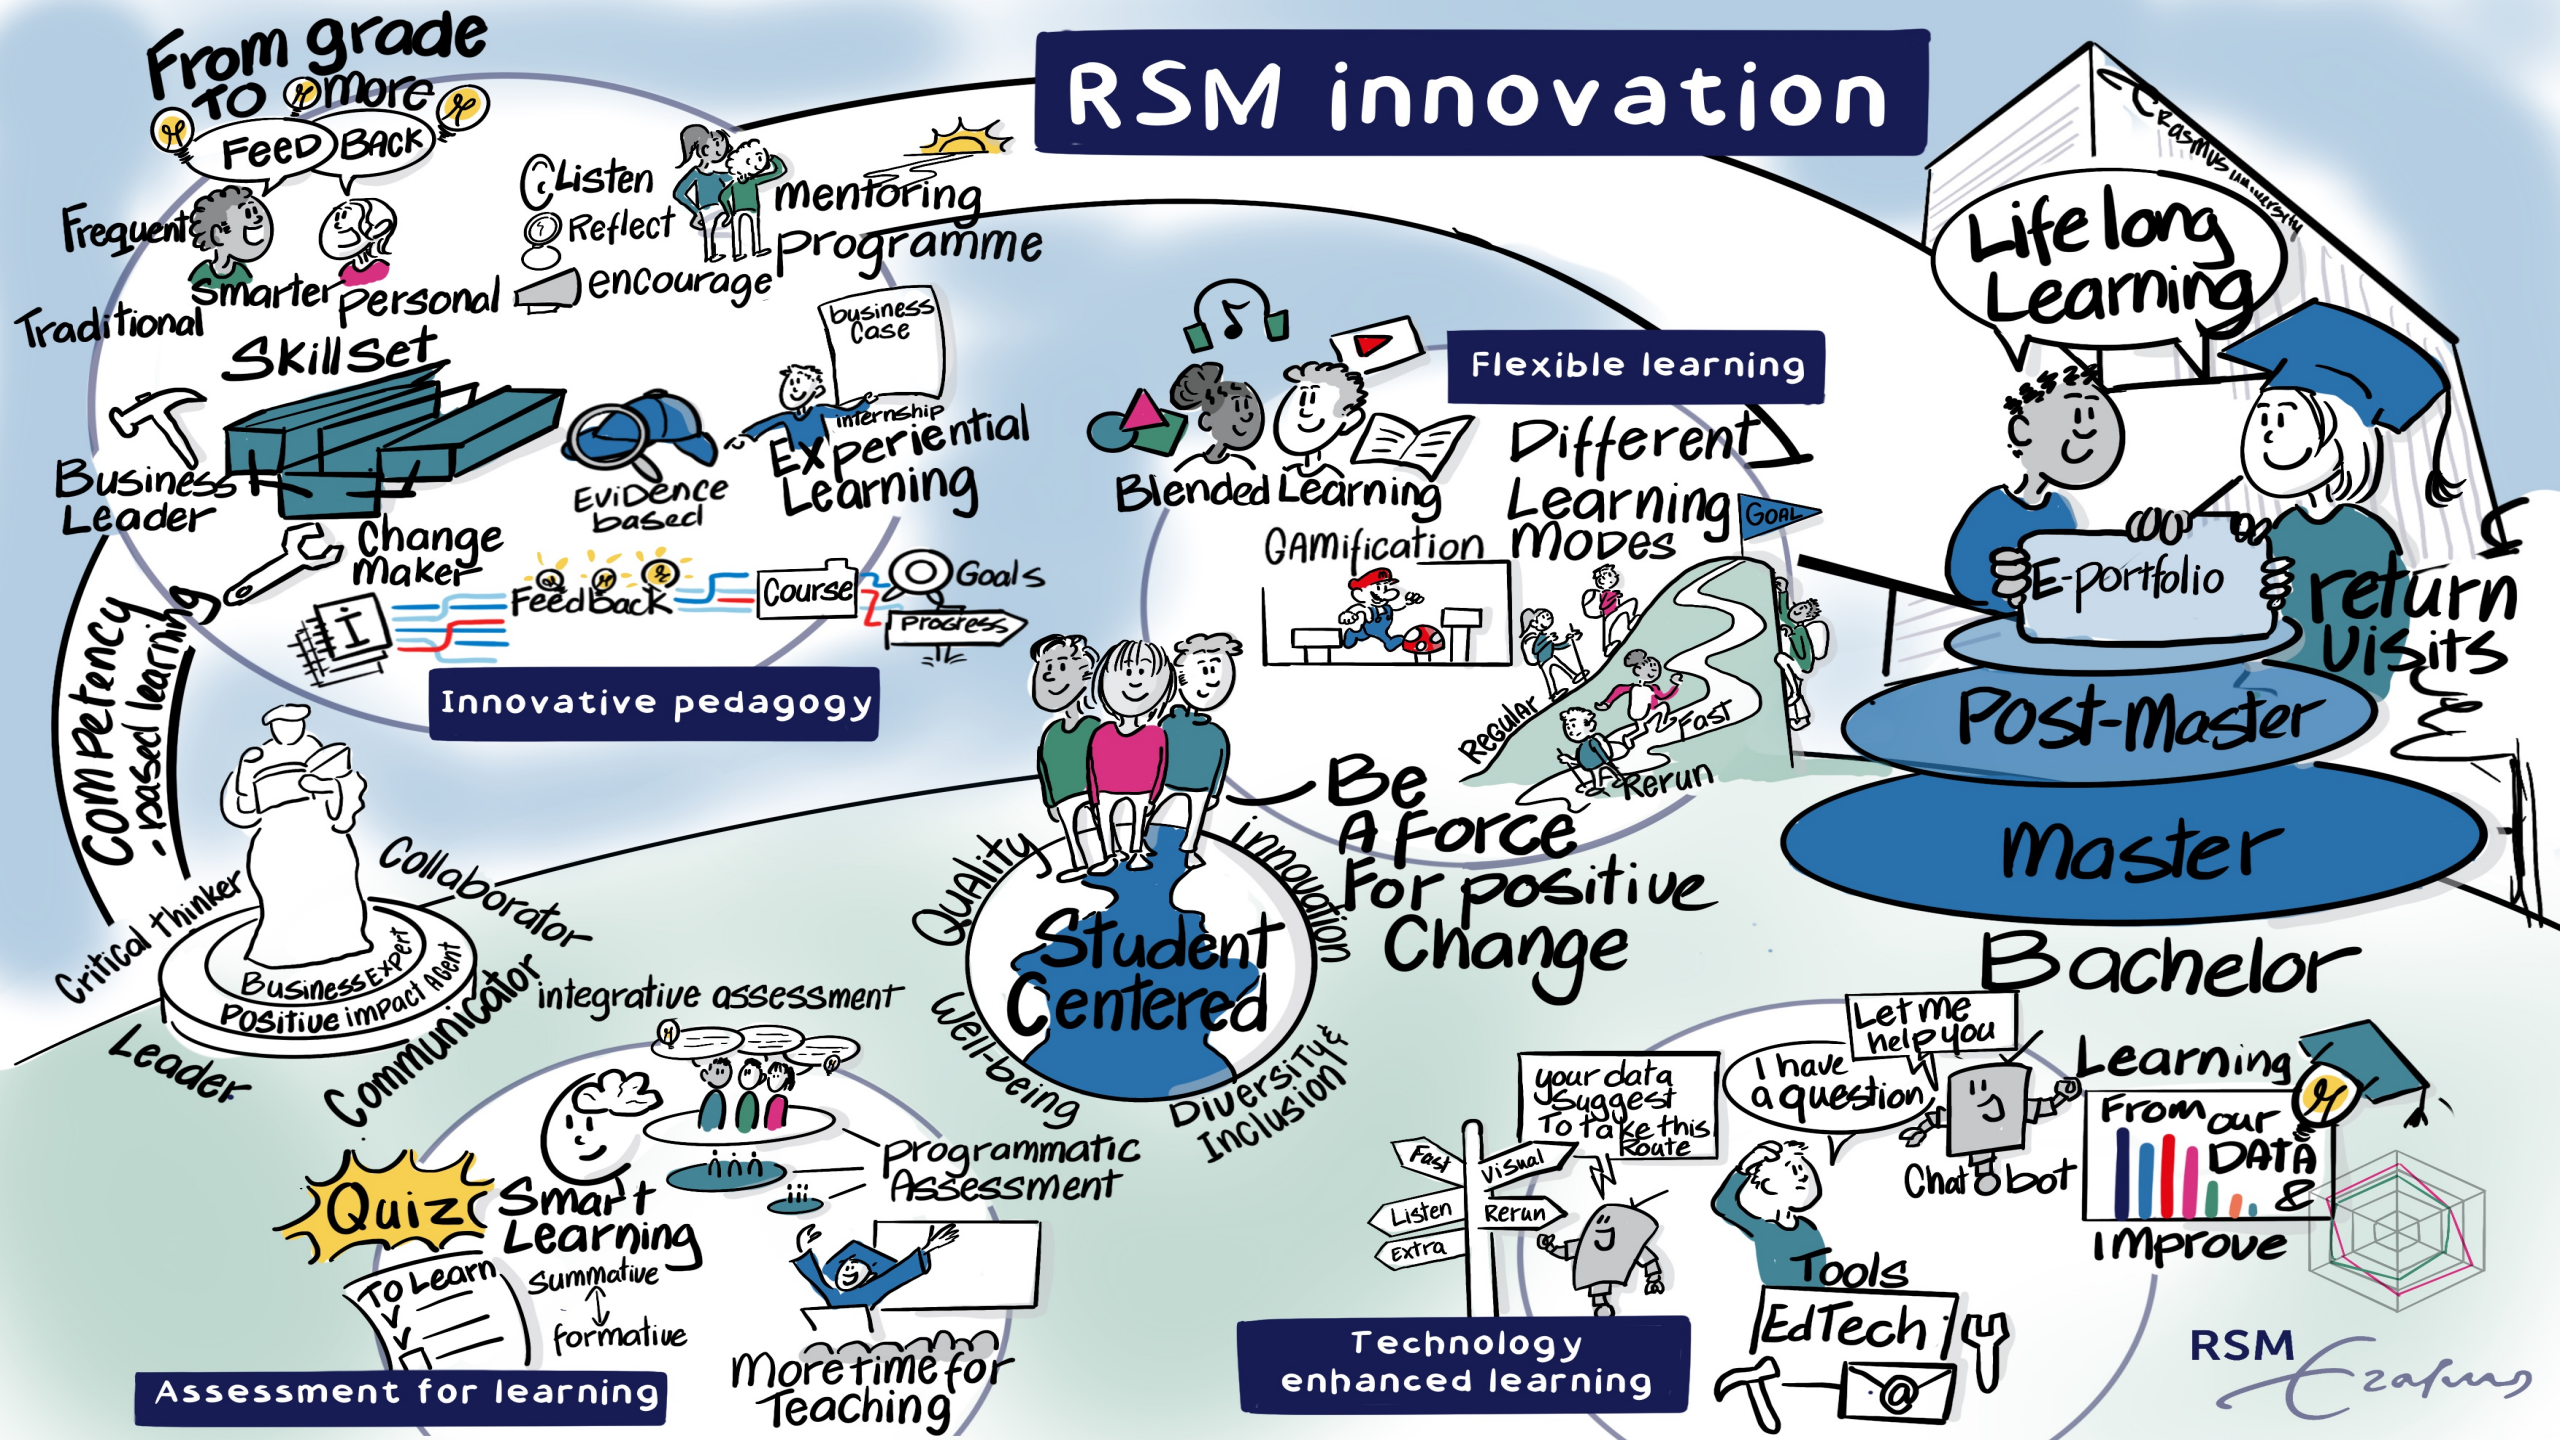 RSM innovation
From grade
TO more
FeeD BACK
Frequent
Smarter
personal
Traditional
Listen
Reflect
encourage
mentoring
programme
SkillSet
Business
Leader
Change
maker
EviDence
based
business
Case
internship
Experiential
Learning
Feedback
Course
Goals
Progress
Innovative pedagogy
Competency
-based learning
Critical thinker
Collaborator
Business Expert
Positive impact Agent
Leader
Communicator
Flexible learning
Blended Learning
Different
Learning
MODES
GAMification
GOAL
Regular
Fast
Rerun
Erasmus university
Lifelong
Learning
E-portfolio
return
visits
Post-Master
Master
Bachelor
Be
A Force
For positive
Change
Quality
innovation
Student
Centered
Well-being
Diversity &
Inclusion
integrative assessment
Programmatic
Assessment
Quiz
Smart
Learning
summative
formative
To Learn
More time for
Teaching
Assessment for learning
your data
suggest
To take this
Route
Fast
Visual
Listen
Rerun
Extra
I have
a question
Let me
help you
Chatbot
Tools
EdTech
@
Learning
From our
DATA
&
improve
Technology
enhanced learning
RSM
Erasmus